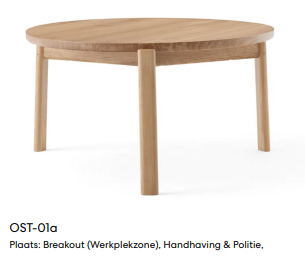 OST-01a
Plaats: Breakout (Werkplekzone), Handhaving & Politie,